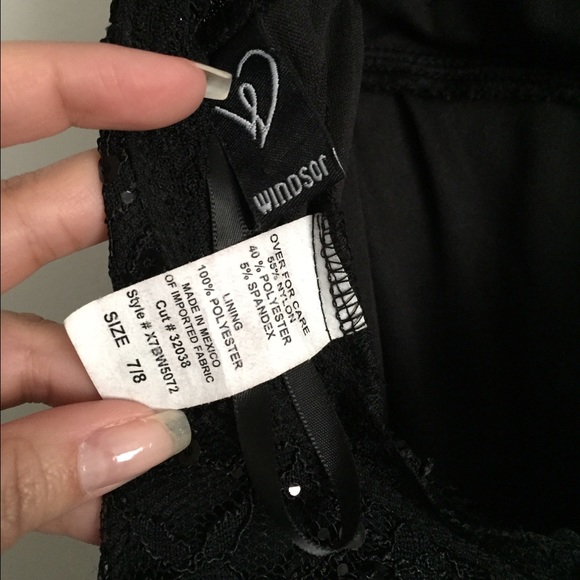 WINDSOR
OVER FOR CARE
55% NYLON
40 % POLYESTER
5% SPANDEX
LINING
100% POLYESTER
MADE IN MEXICO
OF IMPORTED FABRIC
Cut # 32038
Style # X7BW5072
SIZE 7/8